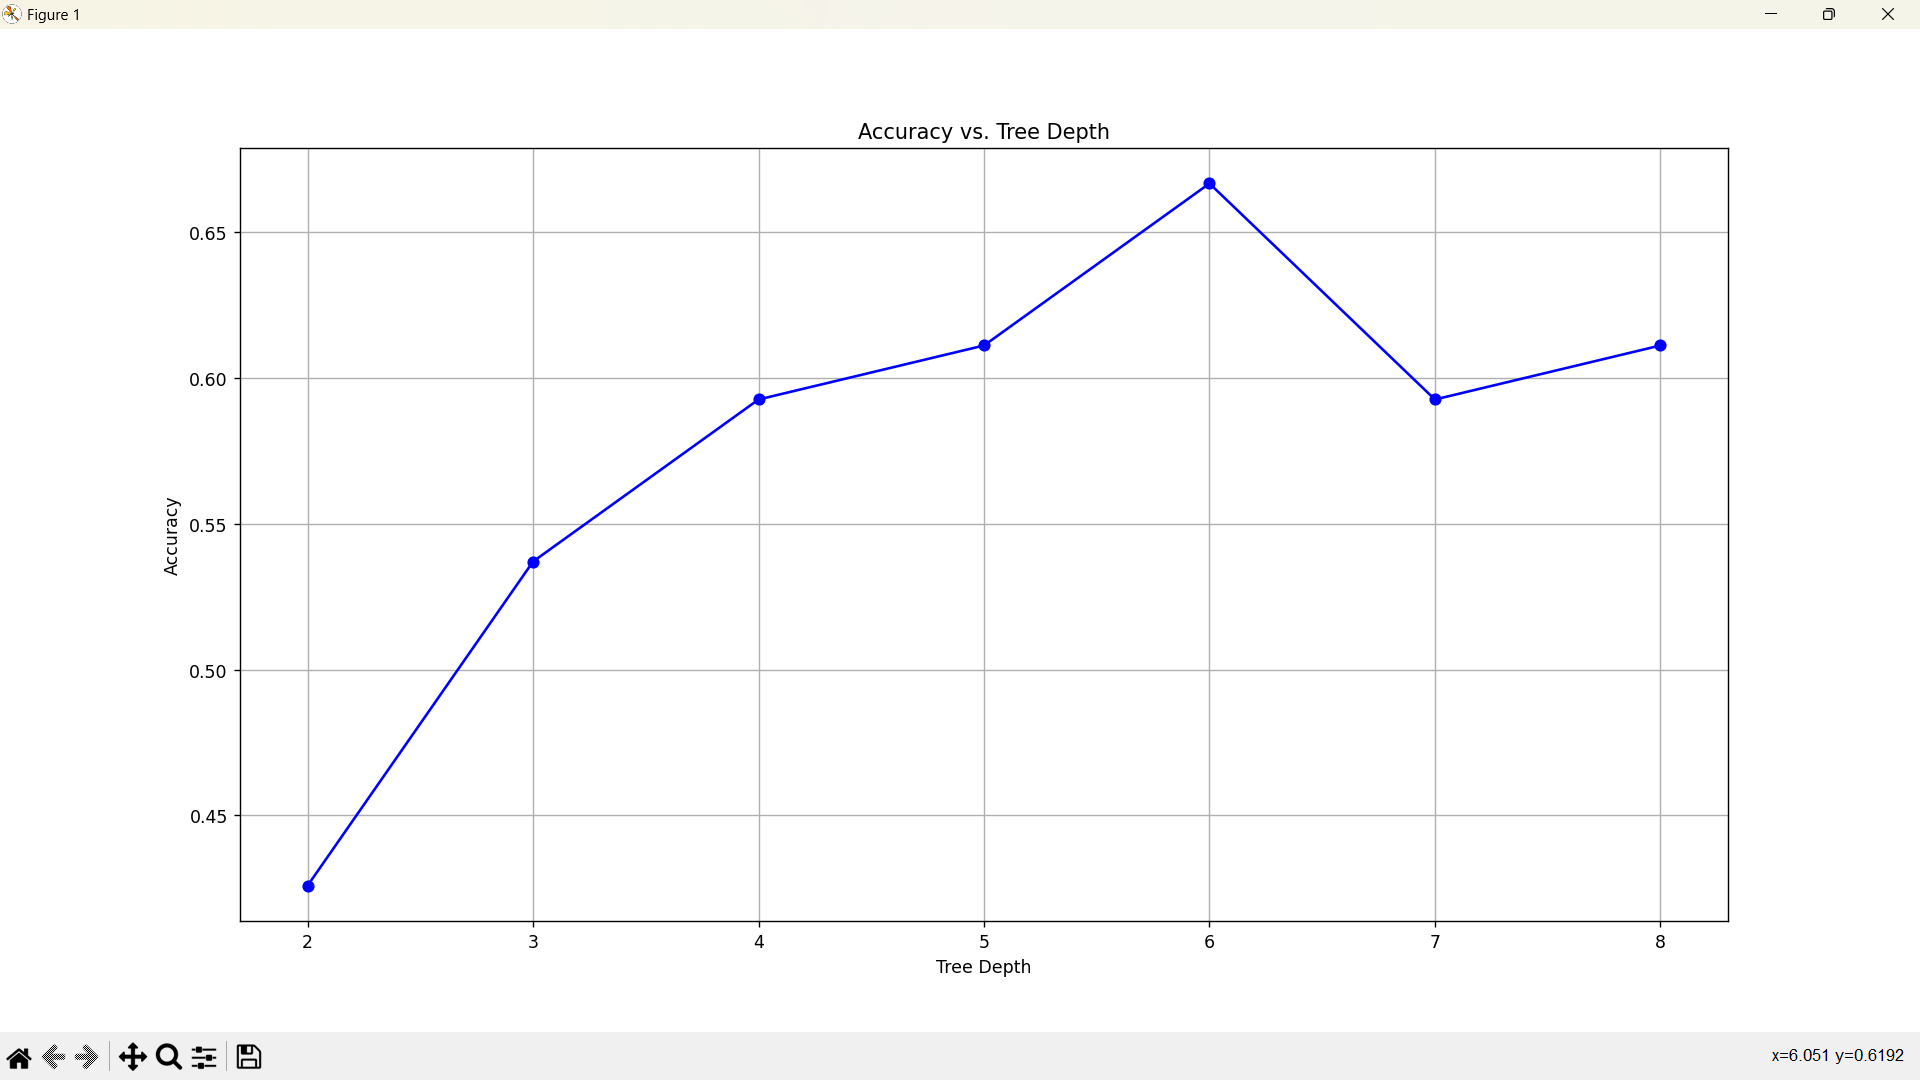 Figure 1
Accuracy vs. Tree Depth
0.65
0.60
0.55
0.50
0.45
Accuracy
2 3 4 5 6 7 8
Tree Depth
x=6.051 y=0.6192